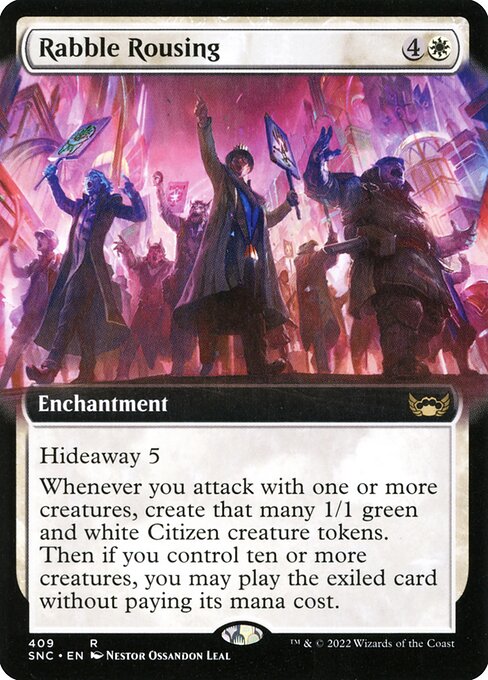 Rabble Rousing 4
Enchantment
Hideaway 5
Whenever you attack with one or more
creatures, create that many 1/1 green
and white Citizen creature tokens.
Then if you control ten or more
creatures, you may play the exiled card
without paying its mana cost.
409 R
SNC • EN Nestor Ossandon Leal
™ & © 2022 Wizards of the Coast